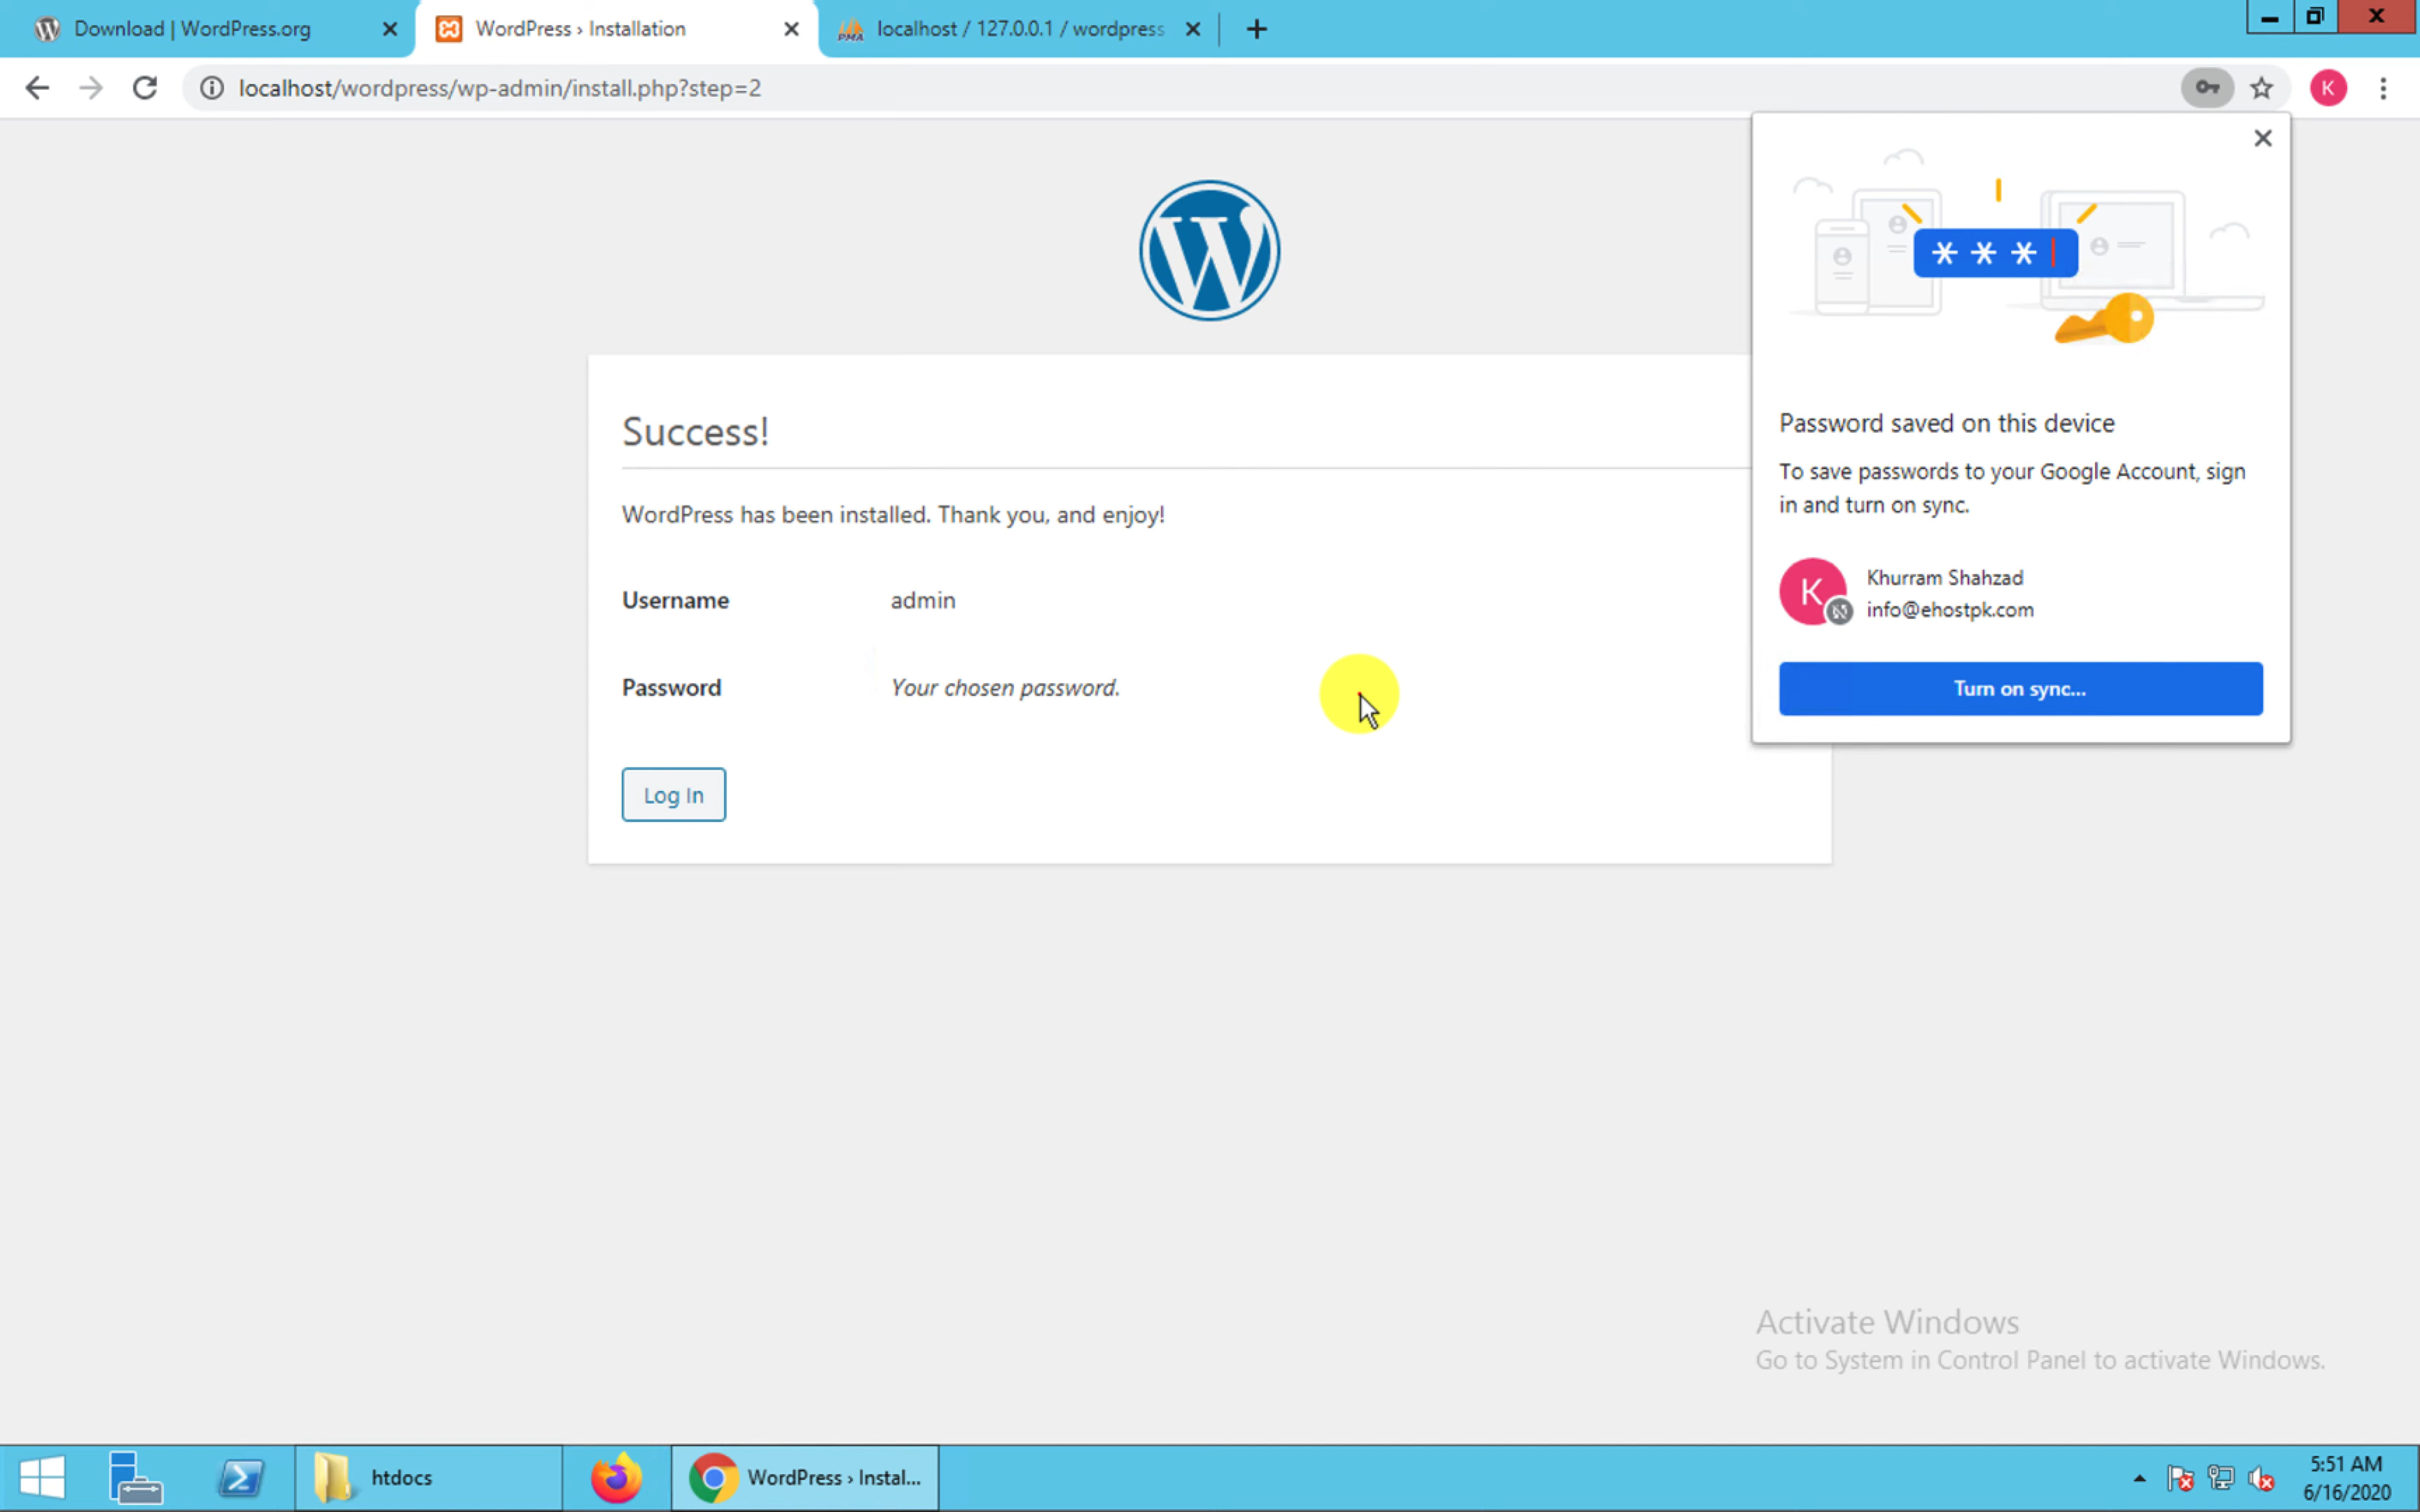 Download | WordPress.org
WordPress › Installation
localhost / 127.0.0.1 / wordpress
localhost/wordpress/wp-admin/install.php?step=2
K
* * *
Password saved on this device
To save passwords to your Google Account, sign
in and turn on sync.
K
Khurram Shahzad
info@ehostpk.com
Turn on sync...
Success!
WordPress has been installed. Thank you, and enjoy!
Username admin
Password Your chosen password.
Log In
Activate Windows
Go to System in Control Panel to activate Windows.
htdocs
WordPress › Instal...
5:51 AM
6/16/2020